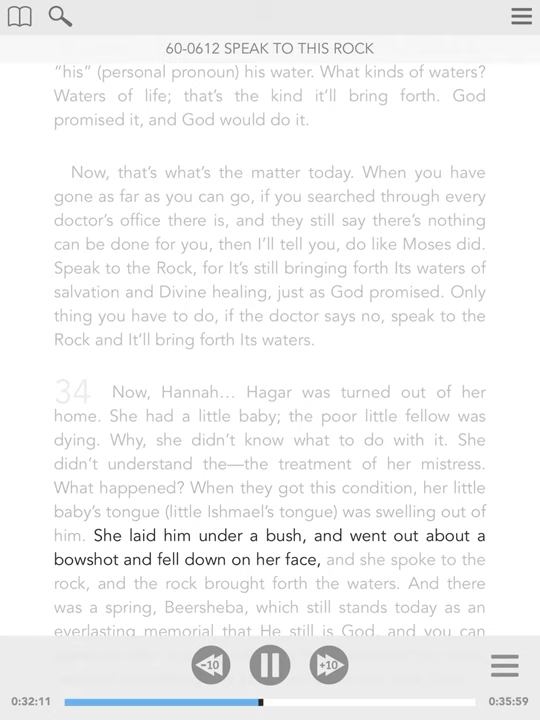 60-0612 SPEAK TO THIS ROCK
“his” (personal pronoun) his water. What kinds of waters?
Waters of life; that’s the kind it’ll bring forth. God
promised it, and God would do it.
Now, that’s what’s the matter today. When you have
gone as far as you can go, if you searched through every
doctor’s office there is, and they still say there’s nothing
can be done for you, then I’ll tell you, do like Moses did.
Speak to the Rock, for It’s still bringing forth Its waters of
salvation and Divine healing, just as God promised. Only
thing you have to do, if the doctor says no, speak to the
Rock and It’ll bring forth Its waters.
34 Now, Hannah… Hagar was turned out of her
home. She had a little baby; the poor little fellow was
dying. Why, she didn’t know what to do with it. She
didn’t understand the—the treatment of her mistress.
What happened? When they got this condition, her little
baby’s tongue (little Ishmael’s tongue) was swelling out of
him. She laid him under a bush, and went out about a
bowshot and fell down on her face, and she spoke to the
rock, and the rock brought forth the waters. And there
was a spring, Beersheba, which still stands today as an
everlasting memorial that He still is God, and you can
-10 +10
0:32:11 0:35:59